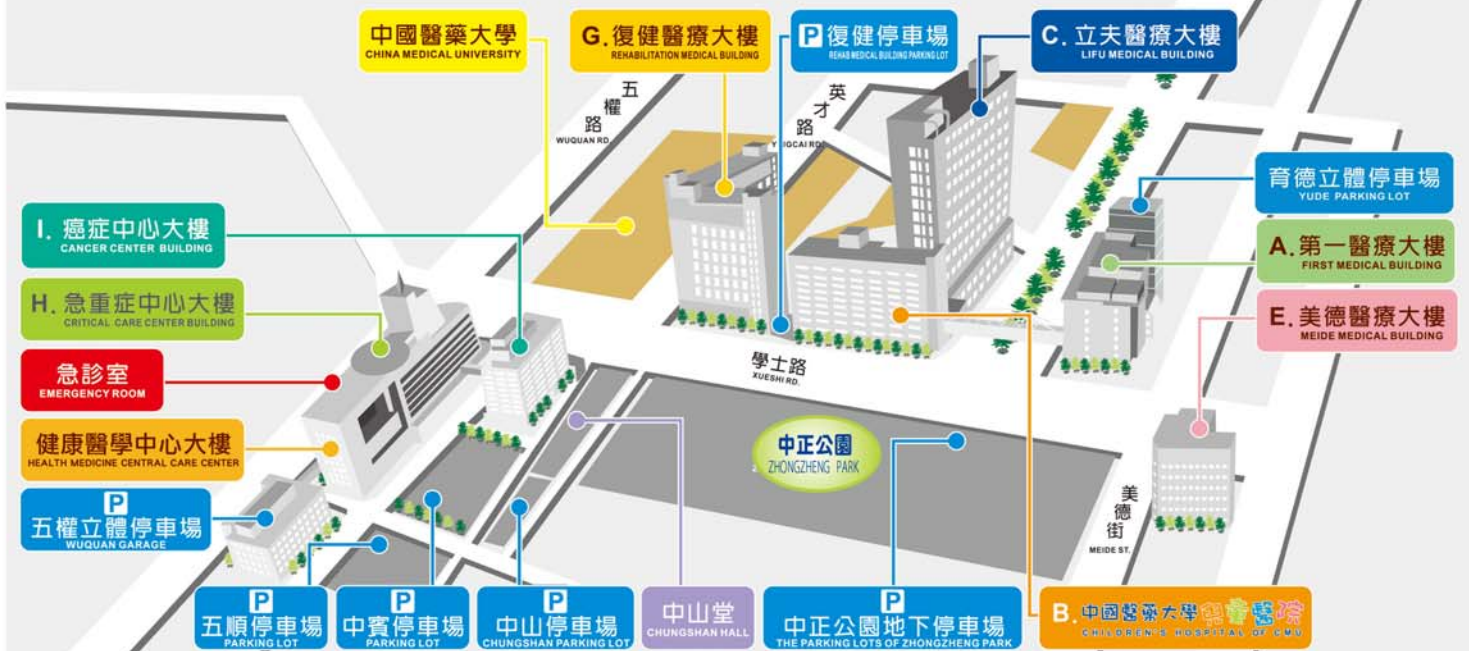 中國醫藥大學
CHINA MEDICAL UNIVERSITY
G. 復健醫療大樓
REHABILITATION MEDICAL BUILDING
P 復健停車場
REHAB MEDICAL BUILDING PARKING LOT
C. 立夫醫療大樓
LIFU MEDICAL BUILDING
五權路
WUQUAN RD.
英才路
YINGCAI RD.
育德立體停車場
YUDE PARKING LOT
I. 癌症中心大樓
CANCER CENTER BUILDING
A. 第一醫療大樓
FIRST MEDICAL BUILDING
H. 急重症中心大樓
CRITICAL CARE CENTER BUILDING
E. 美德醫療大樓
MEIDE MEDICAL BUILDING
急診室
EMERGENCY ROOM
學士路
XUESHI RD.
健康醫學中心大樓
HEALTH MEDICINE CENTRAL CARE CENTER
中正公園
ZHONGZHENG PARK
P
五權立體停車場
WUQUAN GARAGE
美德街
MEIDE ST.
P
五順停車場
PARKING LOT
P
中賓停車場
PARKING LOT
P
中山停車場
CHUNGSHAN PARKING LOT
中山堂
CHUNGSHAN HALL
P
中正公園地下停車場
THE PARKING LOTS OF ZHONGZHENG PARK
B. 中國醫藥大學兒童醫院
CHILDREN'S HOSPITAL OF CMU